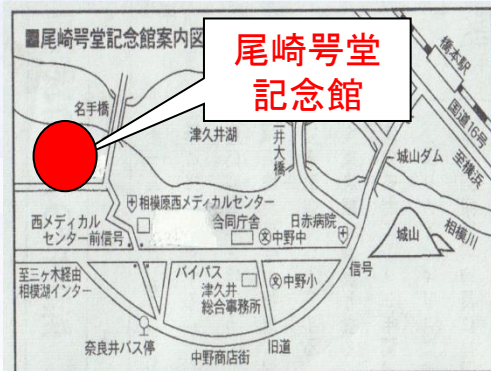 尾崎咢堂記念館案内図
尾崎咢堂
記念館
橋本駅
国道16号
至横浜
名手橋
津久井湖
三井大橋
城山ダム
相模原西メディカルセンター
合同庁舎
日赤病院
文中野中
城山
相模川
西メディカル
センター前信号
至三ヶ木経由
相模湖インター
バイパス
津久井
総合事務所
文中野小
信号
奈良井バス停
中野商店街
旧道